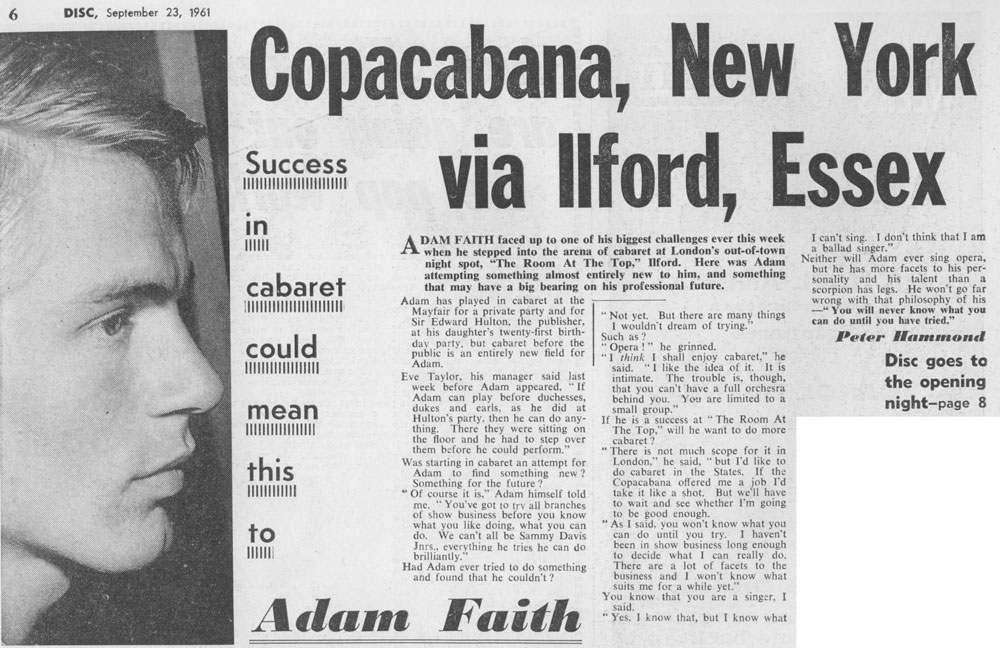 6
DISC, September 23, 1961
Copacabana, New York
via Ilford, Essex
Success
in
cabaret
could
mean
this
to
Adam Faith
ADAM FAITH faced up to one of his biggest challenges ever this week
when he stepped into the arena of cabaret at London's out-of-town
night spot, "The Room At The Top," Ilford. Here was Adam
attempting something almost entirely new to him, and something
that may have a big bearing on his professional future.
Adam has played in cabaret at the
Mayfair for a private party and for
Sir Edward Hulton, the publisher,
at his daughter's twenty-first birth-
day party, but cabaret before the
public is an entirely new field for
Adam.
Eve Taylor, his manager said last
week before Adam appeared, "If
Adam can play before duchesses,
dukes and earls, as he did at
Hulton's party, then he can do any-
thing. There they were sitting on
the floor and he had to step over
them before he could perform."
Was starting in cabaret an attempt for
Adam to find something new?
Something for the future?
"Of course it is," Adam himself told
me. "You've got to try all branches
of show business before you know
what you like doing, what you can
do. We can't all be Sammy Davis
Jnrs., everything he tries he can do
brilliantly."
Had Adam ever tried to do something
and found that he couldn't?
"Not yet. But there are many things
I wouldn't dream of trying."
Such as?
"Opera!" he grinned.
"I think I shall enjoy cabaret," he
said. "I like the idea of it. It is
intimate. The trouble is, though,
that you can't have a full orchesra
behind you. You are limited to a
small group."
If he is a success at "The Room At
The Top," will he want to do more
cabaret?
"There is not much scope for it in
London," he said, "but I'd like to
do cabaret in the States. If the
Copacabana offered me a job I'd
take it like a shot. But we'll have
to wait and see whether I'm going
to be good enough.
"As I said, you won't know what you
can do until you try. I haven't
been in show business long enough
to decide what I can really do.
There are a lot of facets to the
business and I won't know what
suits me for a while yet."
You know that you are a singer, I
said.
"Yes, I know that, but I know what
I can't sing. I don't think that I am
a ballad singer."
Neither will Adam ever sing opera,
but he has more facets to his per-
sonality and his talent than a
scorpion has legs. He won't go far
wrong with that philosophy of his
—"You will never know what you
can do until you have tried."
Peter Hammond
Disc goes to
the opening
night–page 8